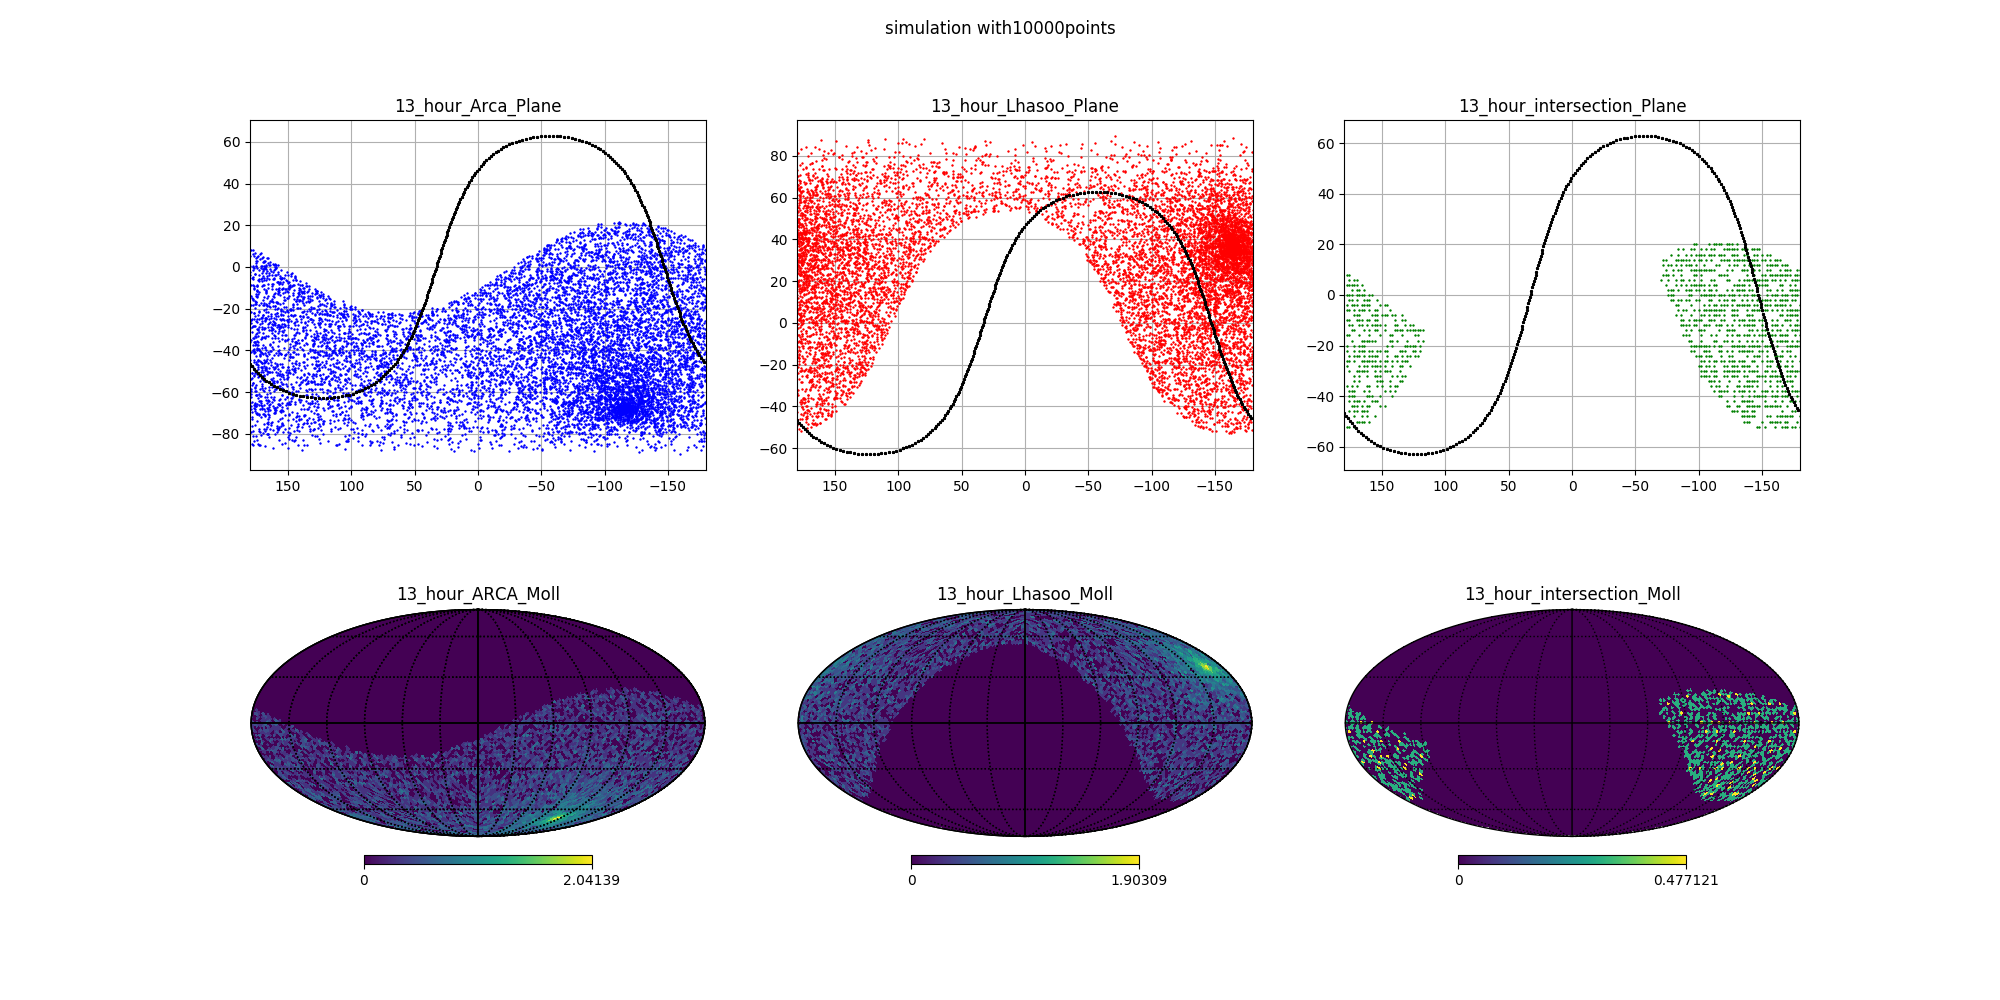 simulation with10000points
13_hour_Arca_Plane
13_hour_Lhasoo_Plane
13_hour_intersection_Plane
60
40
20
0
−20
−40
−60
−80
150 100 50 0 −50 −100 −150
80
60
40
20
0
−20
−40
−60
150 100 50 0 −50 −100 −150
60
40
20
0
−20
−40
−60
150 100 50 0 −50 −100 −150
13_hour_ARCA_Moll
13_hour_Lhasoo_Moll
13_hour_intersection_Moll
0 2.04139
0 1.90309
0 0.477121